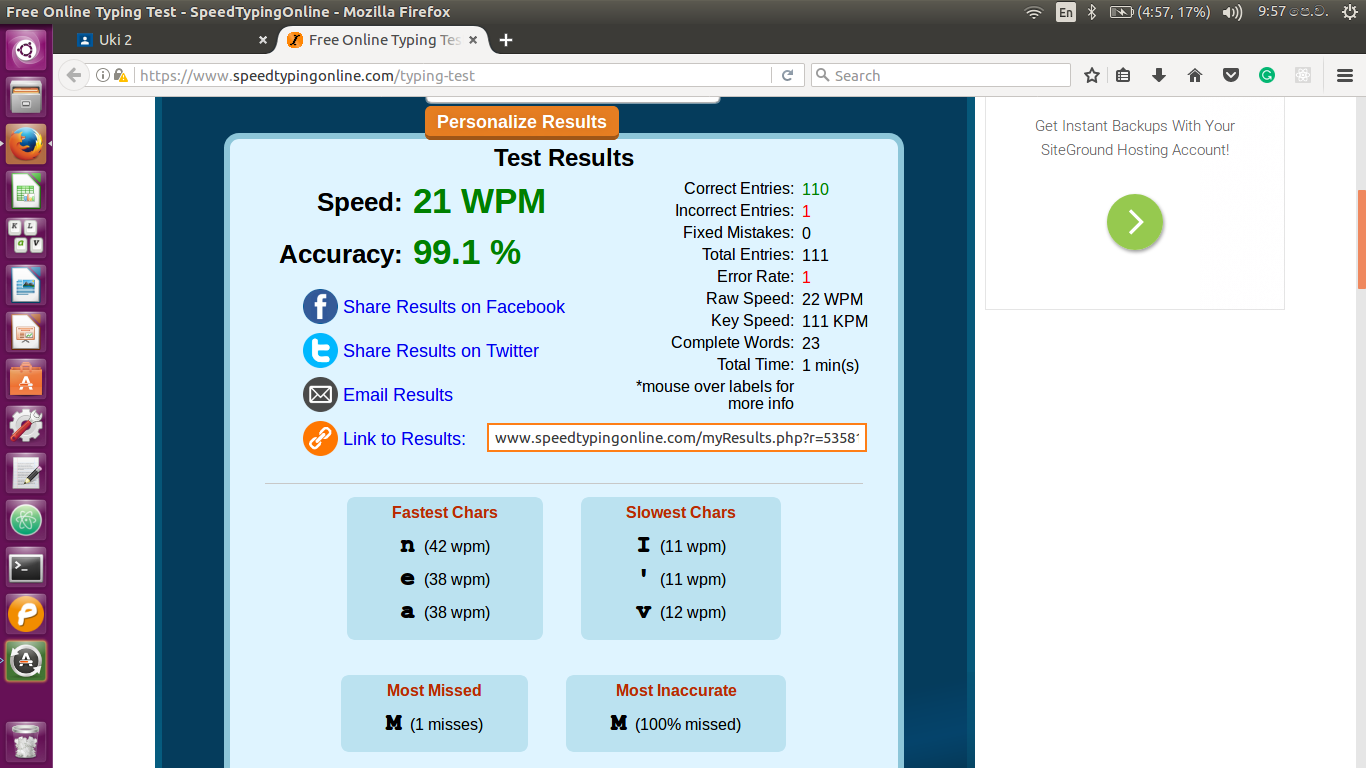 Free Online Typing Test - SpeedTypingOnline - Mozilla Firefox
En
(4:57, 17%)
9:57 පෙ.ව.
Uki 2
Free Online Typing Tes
https://www.speedtypingonline.com/typing-test
Search
Personalize Results
Test Results
Speed: 21 WPM
Accuracy: 99.1 %
Share Results on Facebook
Share Results on Twitter
Email Results
Link to Results: www.speedtypingonline.com/myResults.php?r=5358
Correct Entries: 110
Incorrect Entries: 1
Fixed Mistakes: 0
Total Entries: 111
Error Rate: 1
Raw Speed: 22 WPM
Key Speed: 111 KPM
Complete Words: 23
Total Time: 1 min(s)
*mouse over labels for
more info
Fastest Chars
n (42 wpm)
e (38 wpm)
a (38 wpm)
Slowest Chars
I (11 wpm)
' (11 wpm)
v (12 wpm)
Most Missed
M (1 misses)
Most Inaccurate
M (100% missed)
Get Instant Backups With Your
SiteGround Hosting Account!
K L
a v